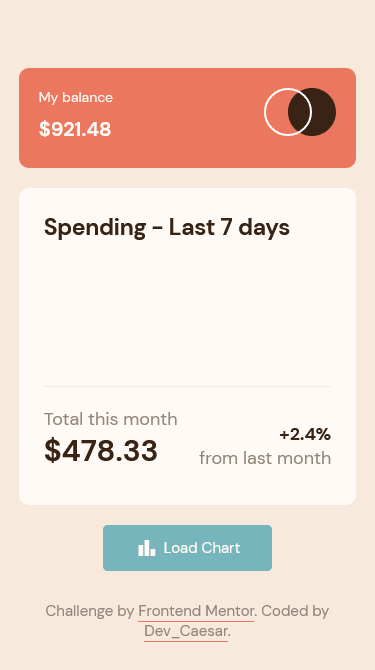 My balance
$921.48
Spending - Last 7 days
Total this month
$478.33
+2.4%
from last month
Load Chart
Challenge by Frontend Mentor. Coded by
Dev_Caesar.